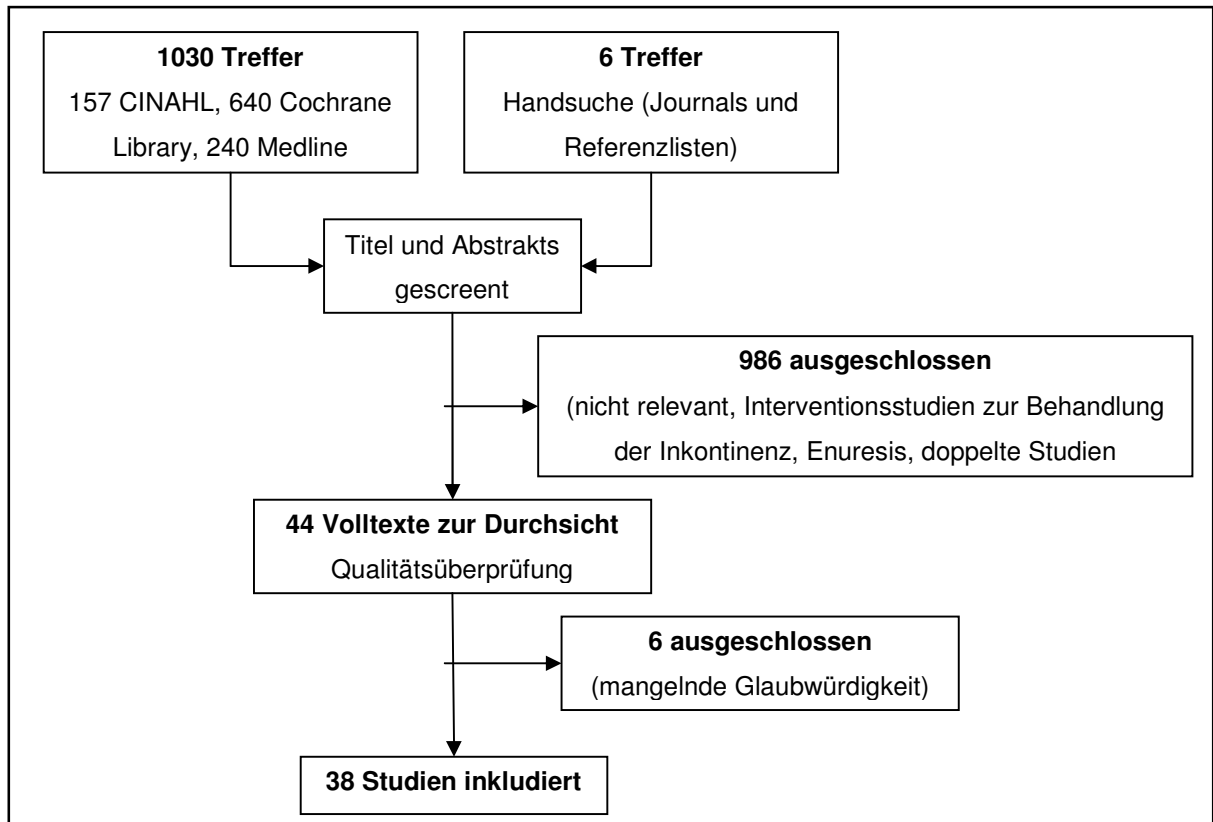 1030 Treffer
157 CINAHL, 640 Cochrane
Library, 240 Medline
6 Treffer
Handsuche (Journals und
Referenzlisten)
Titel und Abstrakts
gescreent
986 ausgeschlossen
(nicht relevant, Interventionsstudien zur Behandlung
der Inkontinenz, Enuresis, doppelte Studien
44 Volltexte zur Durchsicht
Qualitätsüberprüfung
6 ausgeschlossen
(mangelnde Glaubwürdigkeit)
38 Studien inkludiert